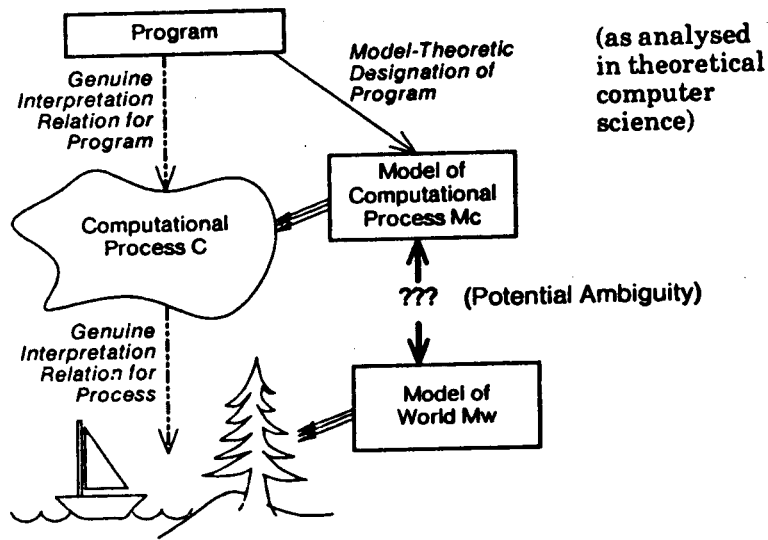 Program
(as analysed
in theoretical
computer
science)
Model-Theoretic
Designation of
Program
Genuine
Interpretation
Relation for
Program
Model of
Computational
Process Mc
Computational
Process C
??? (Potential Ambiguity)
Genuine
Interpretation
Relation for
Process
Model of
World Mw